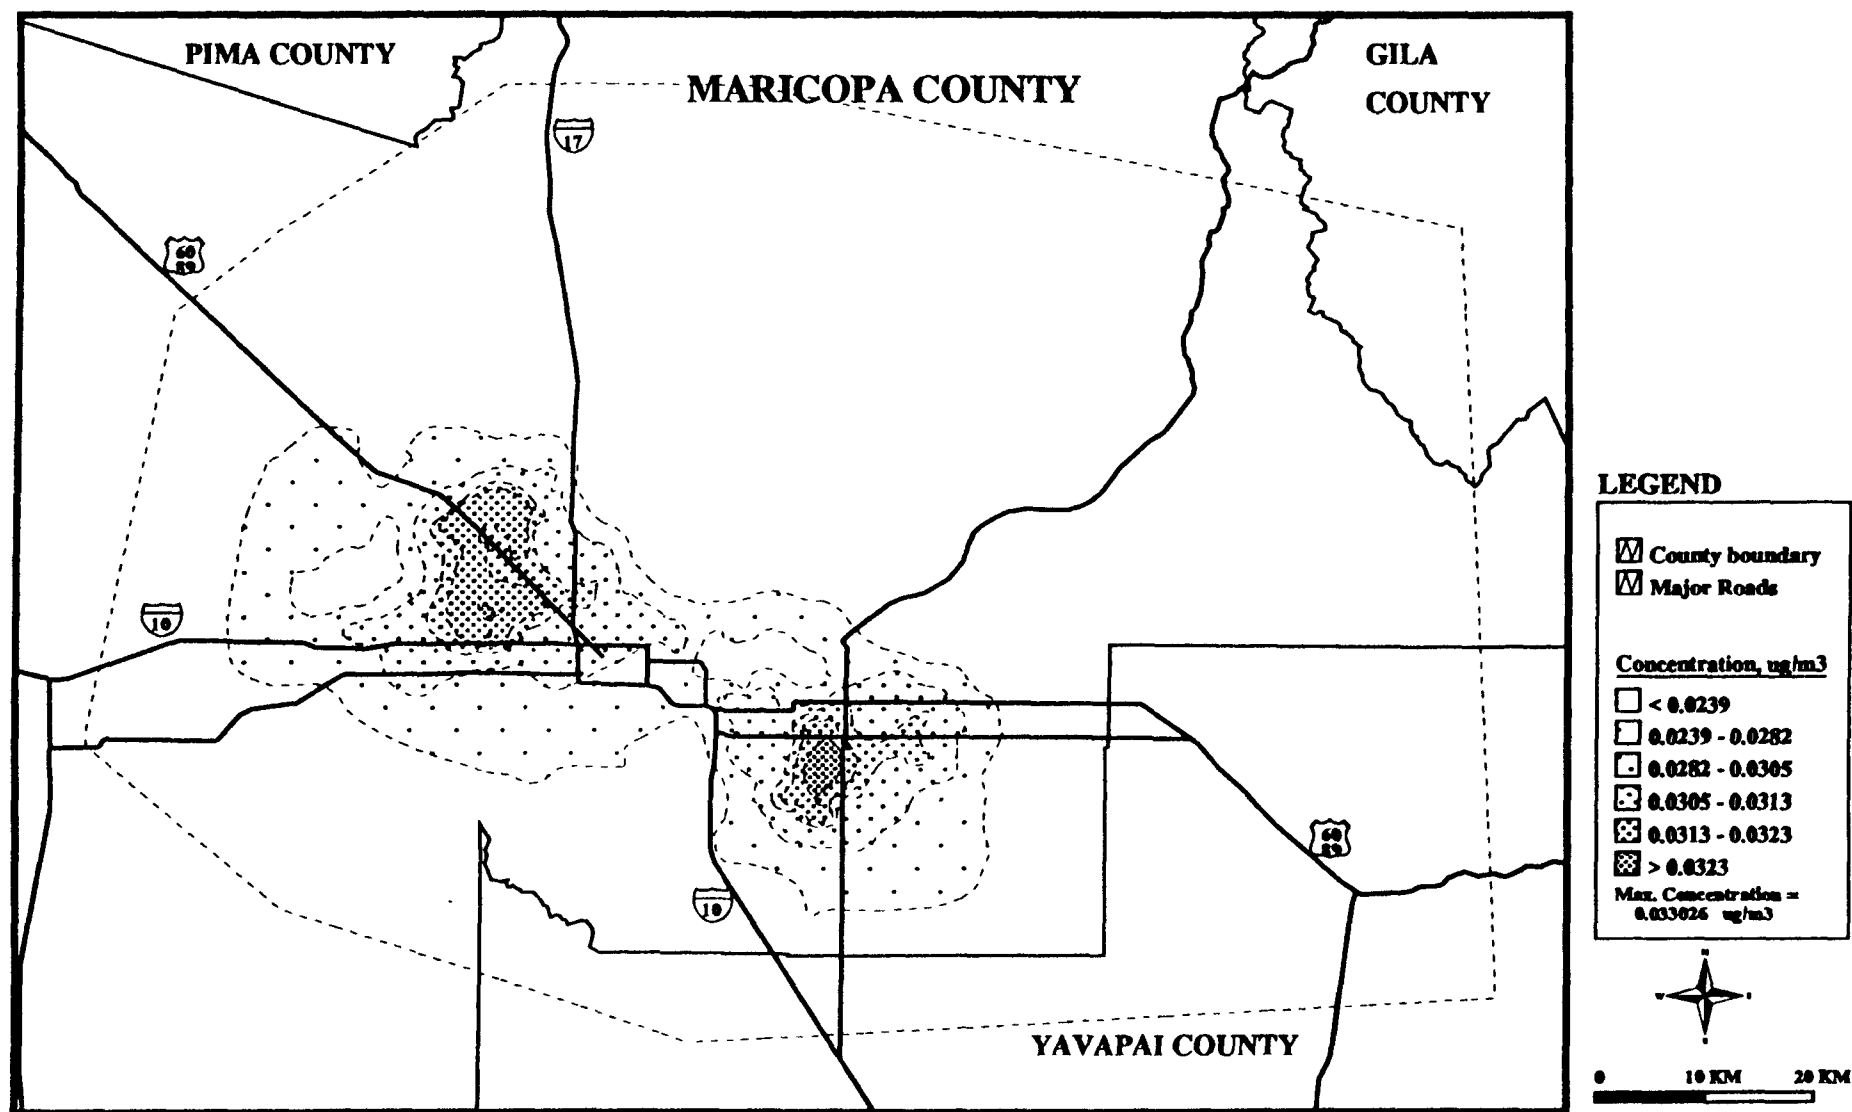 PIMA COUNTY
MARICOPA COUNTY
GILA
COUNTY
17
60
89
10
60
89
10
YAVAPAI COUNTY
LEGEND
County boundary
Major Roads
Concentration, ug/m3
< 0.0239
0.0239 - 0.0282
0.0282 - 0.0305
0.0305 - 0.0313
0.0313 - 0.0323
> 0.0323
Max. Concentration =
0.033026 ug/m3
N
W
S
0 10 KM 20 KM